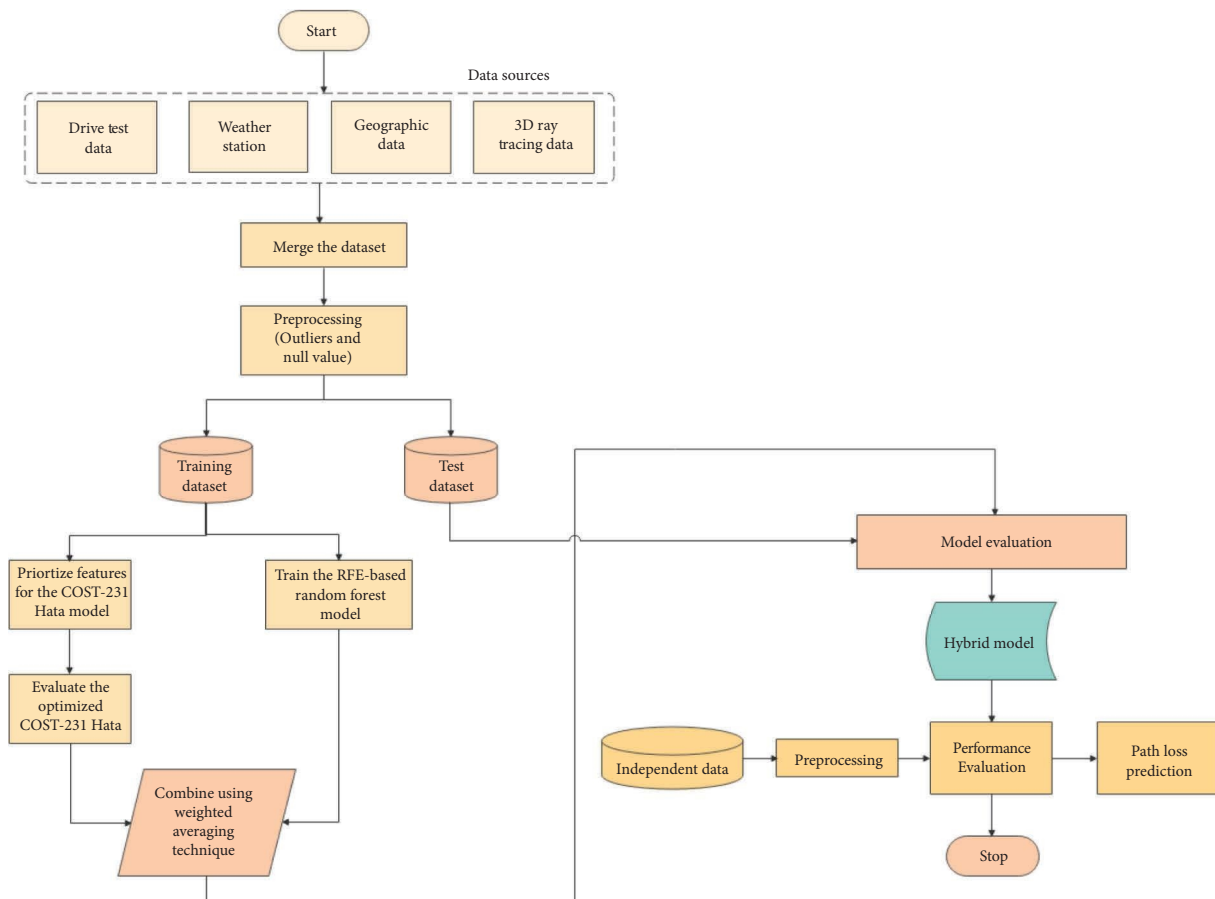 Start
Data sources
Drive test
data
Weather
station
Geographic
data
3D ray
tracing data
Merge the dataset
Preprocessing
(Outliers and
null value)
Training
dataset
Test
dataset
Priortize features
for the COST-231
Hata model
Train the RFE-based
random forest
model
Evaluate the
optimized
COST-231 Hata
Combine using
weighted
averaging
technique
Model evaluation
Hybrid model
Independent data
Preprocessing
Performance
Evaluation
Path loss
prediction
Stop